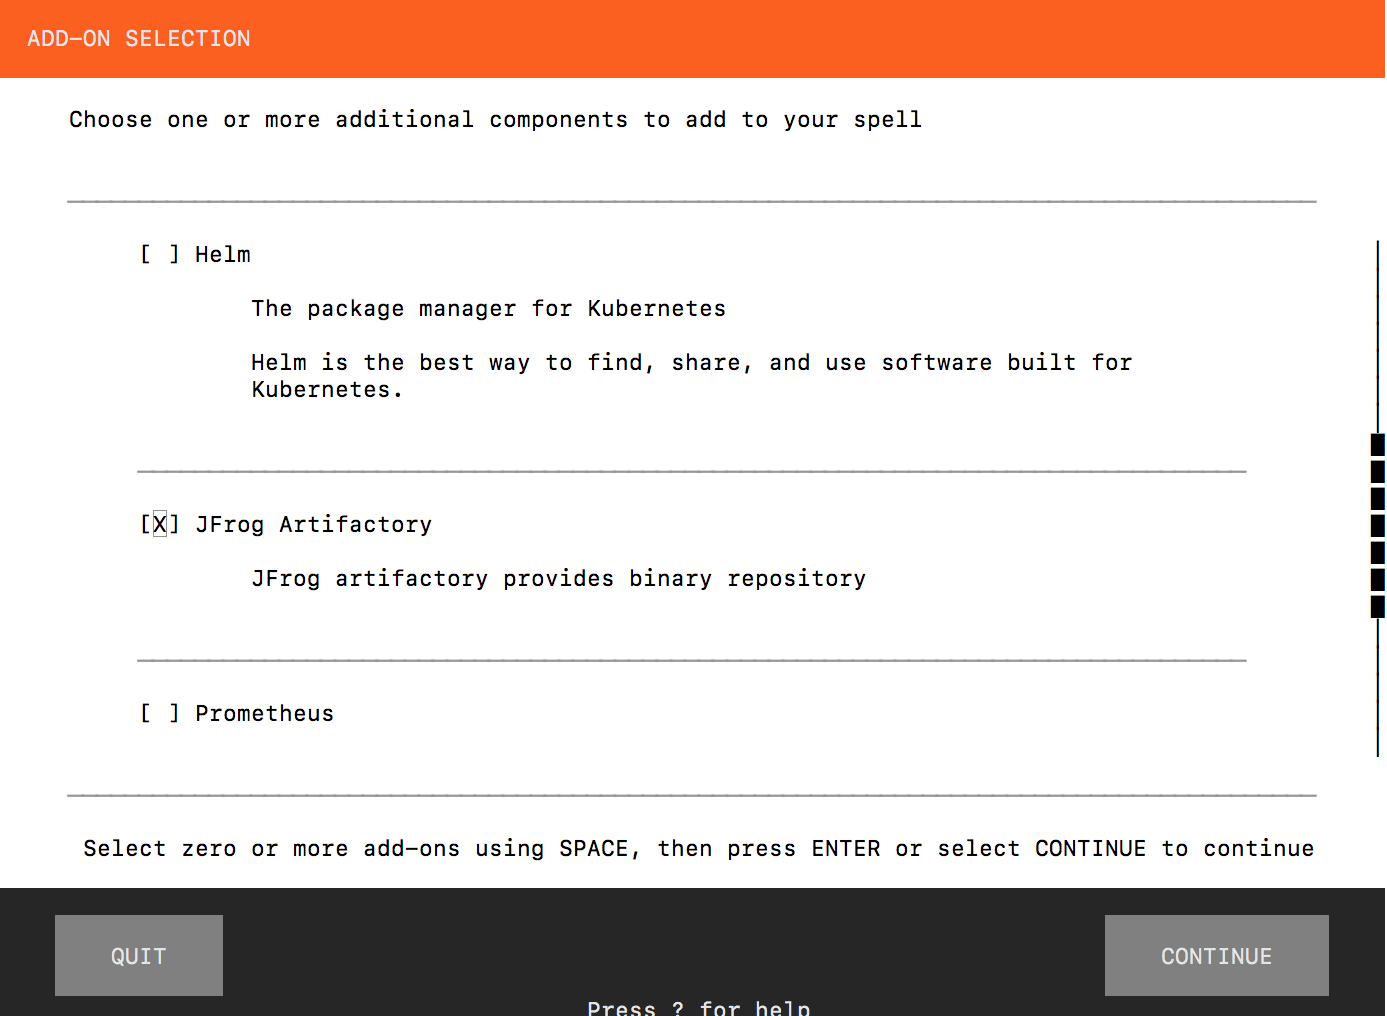 ADD-ON SELECTION
Choose one or more additional components to add to your spell
[ ] Helm
The package manager for Kubernetes
Helm is the best way to find, share, and use software built for
Kubernetes.
[X] JFrog Artifactory
JFrog artifactory provides binary repository
[ ] Prometheus
Select zero or more add-ons using SPACE, then press ENTER or select CONTINUE to continue
QUIT
CONTINUE
Press ? for help